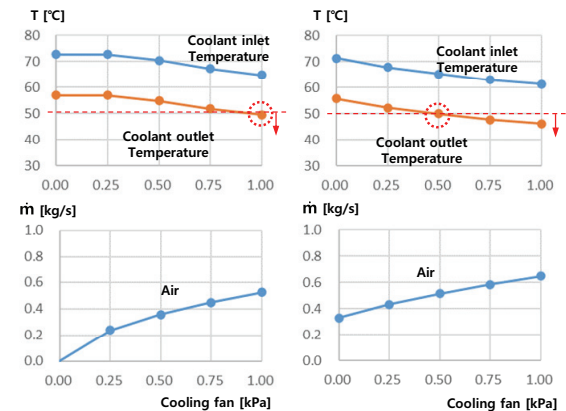 T [℃]
80
70
60
50
40
30
Coolant inlet
Temperature
Coolant outlet
Temperature
0.00 0.25 0.50 0.75 1.00
T [℃]
80
70
60
50
40
30
Coolant inlet
Temperature
Coolant outlet
Temperature
0.00 0.25 0.50 0.75 1.00
ṁ [kg/s]
1.0
0.8
0.6
0.4
0.2
0.0
Air
0.00 0.25 0.50 0.75 1.00
Cooling fan [kPa]
ṁ [kg/s]
1.0
0.8
0.6
0.4
0.2
0.0
Air
0.00 0.25 0.50 0.75 1.00
Cooling fan [kPa]